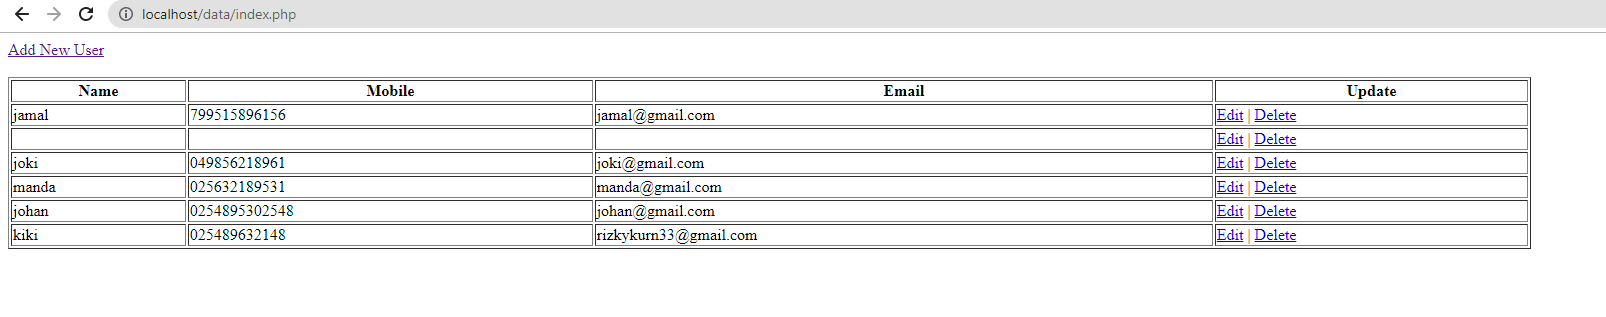 localhost/data/index.php
Add New User
Name Mobile Email Update
jamal 799515896156 jamal@gmail.com Edit | Delete
Edit | Delete
joki 049856218961 joki@gmail.com Edit | Delete
manda 025632189531 manda@gmail.com Edit | Delete
johan 0254895302548 johan@gmail.com Edit | Delete
kiki 025489632148 rizkykurn33@gmail.com Edit | Delete